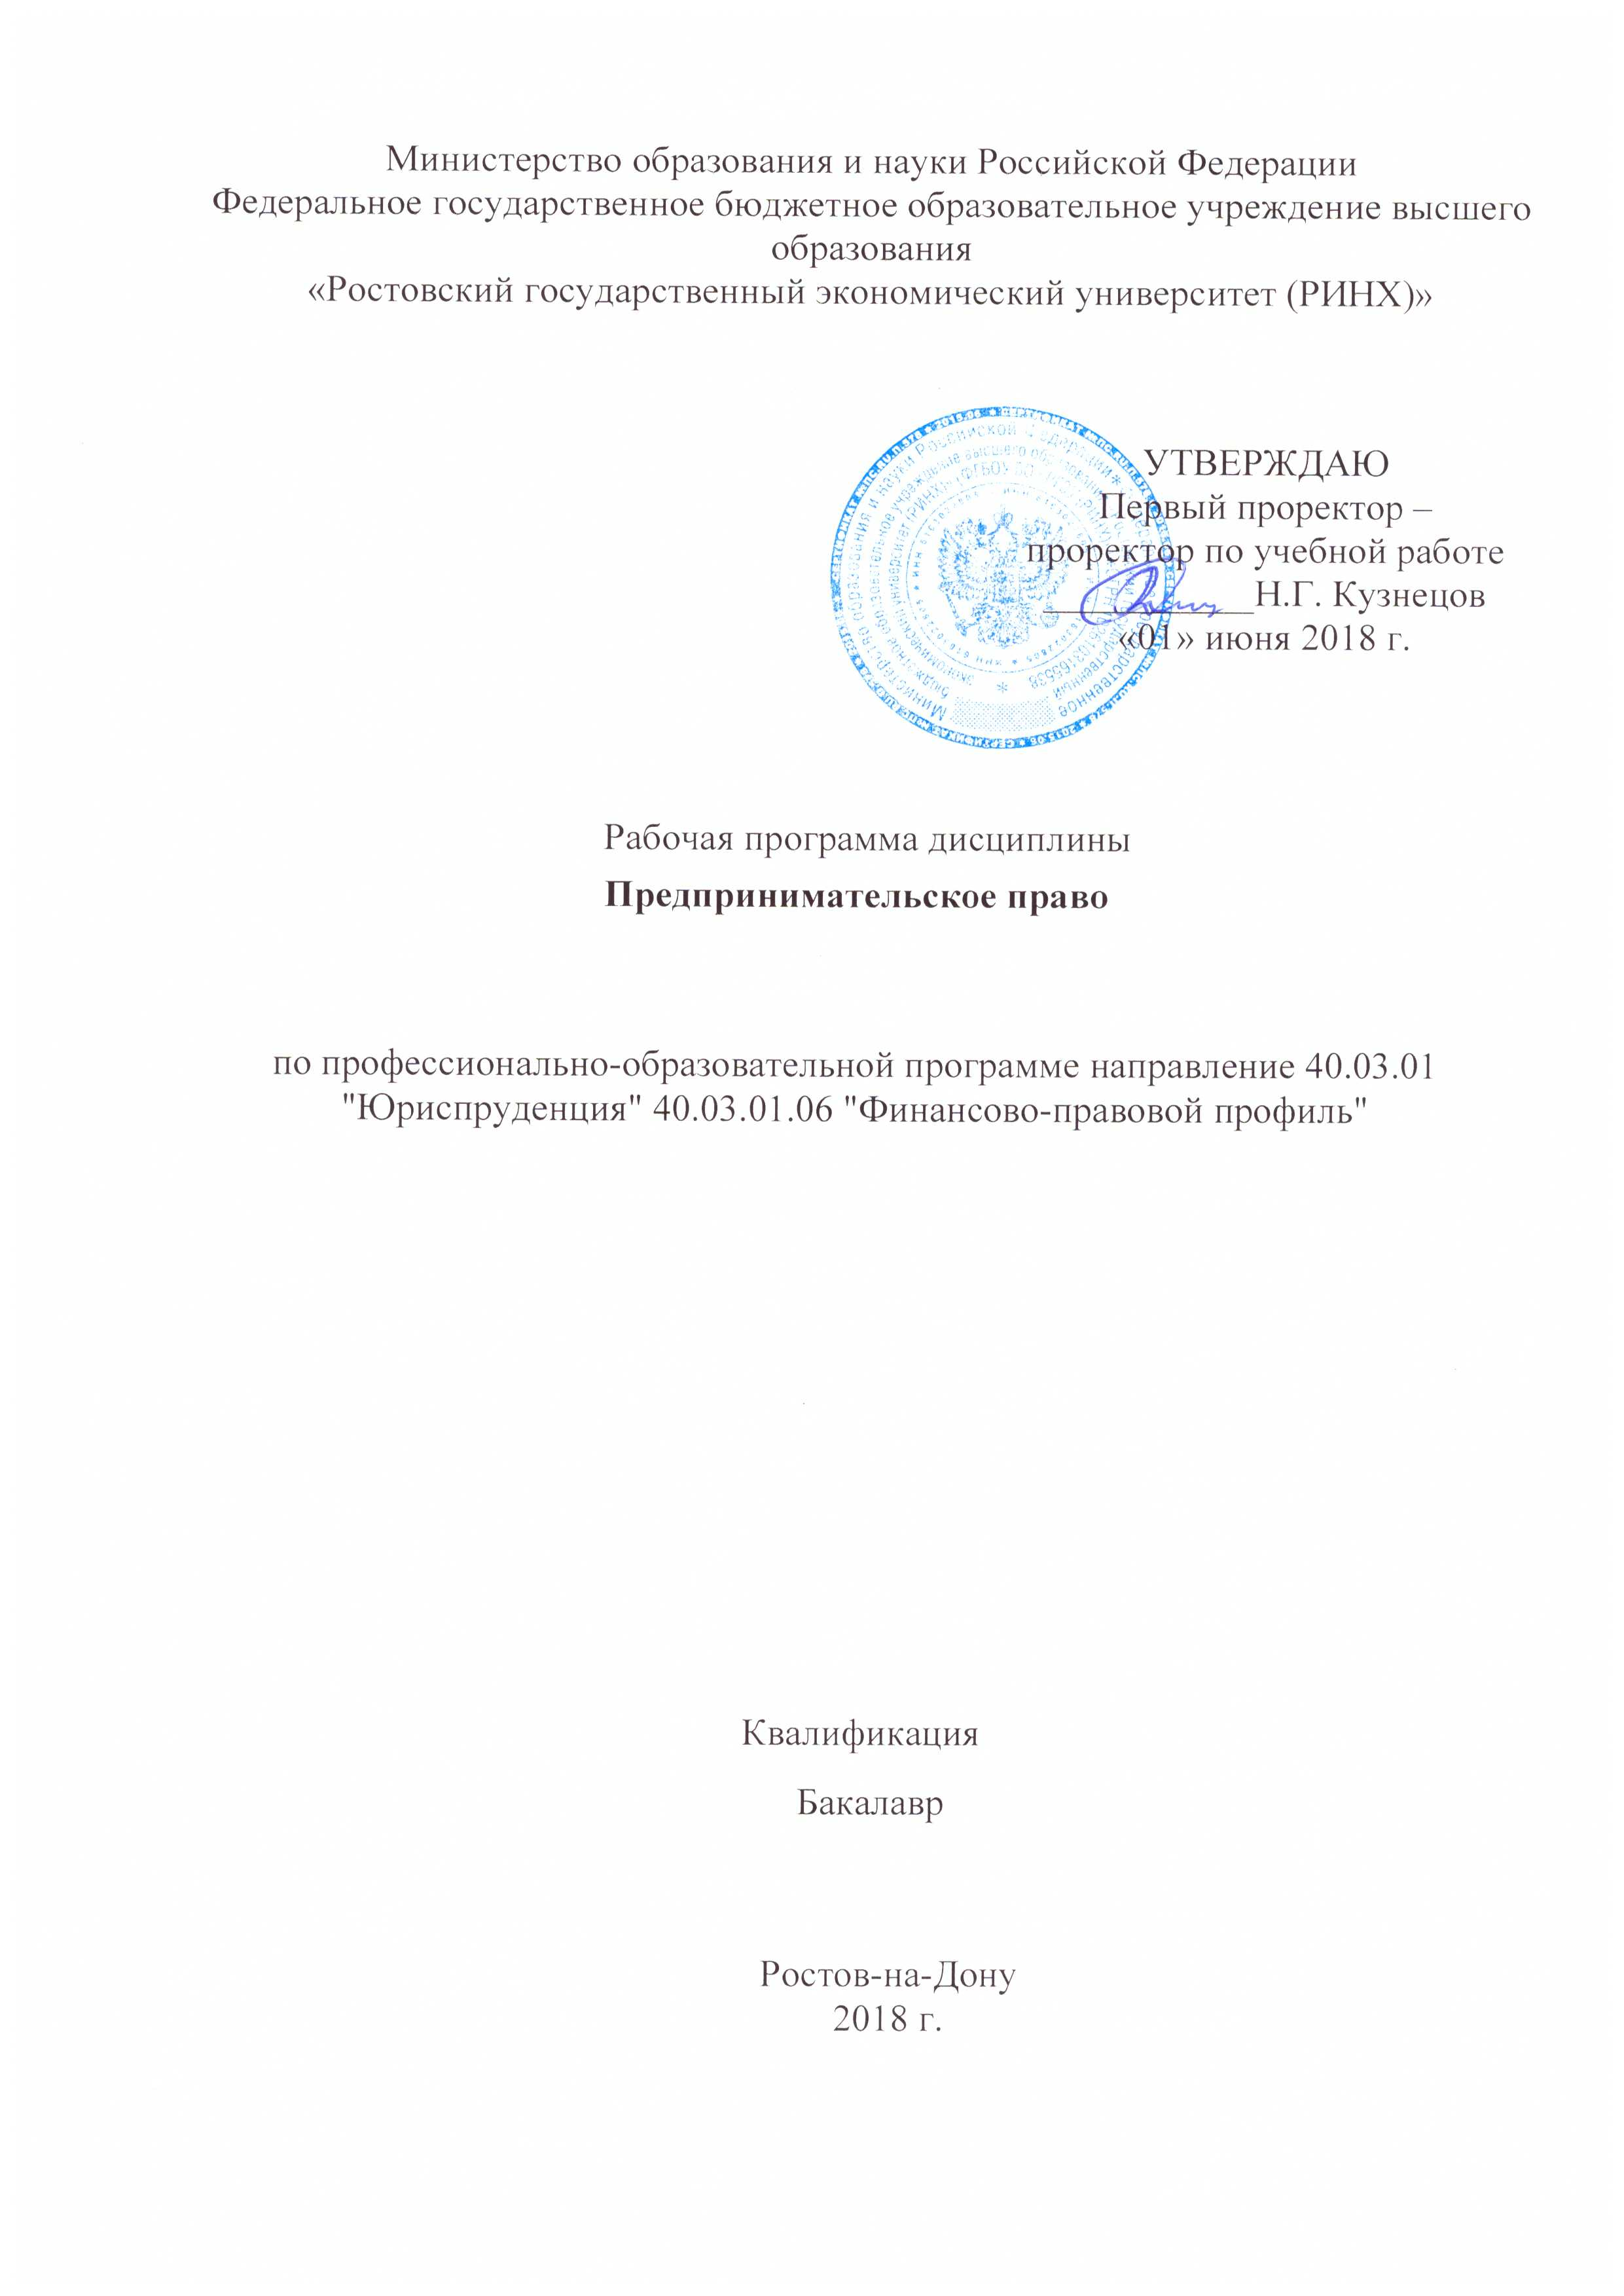 Министерство образования и науки Российской Федерации
Федеральное государственное бюджетное образовательное учреждение высшего
образования
«Ростовский государственный экономический университет (РИНХ)»
УТВЕРЖДАЮ
Первый проректор –
проректор по учебной работе
Н.Г. Кузнецов
«01» июня 2018 г.
Рабочая программа дисциплины
Предпринимательское право
по профессионально-образовательной программе направление 40.03.01
"Юриспруденция" 40.03.01.06 "Финансово-правовой профиль"
Квалификация
Бакалавр
Ростов-на-Дону
2018 г.